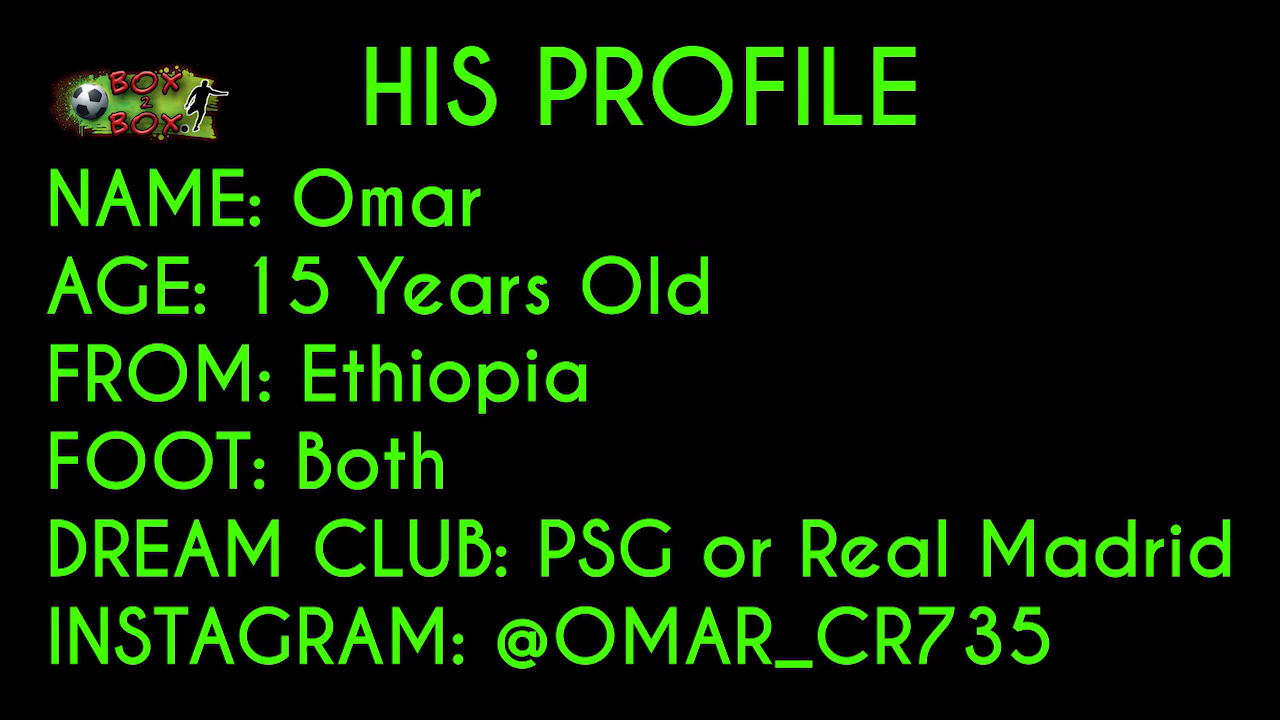 BOX
2
BOX
HIS PROFILE
NAME: Omar
AGE: 15 Years Old
FROM: Ethiopia
FOOT: Both
DREAM CLUB: PSG or Real Madrid
INSTAGRAM: @OMAR_CR735